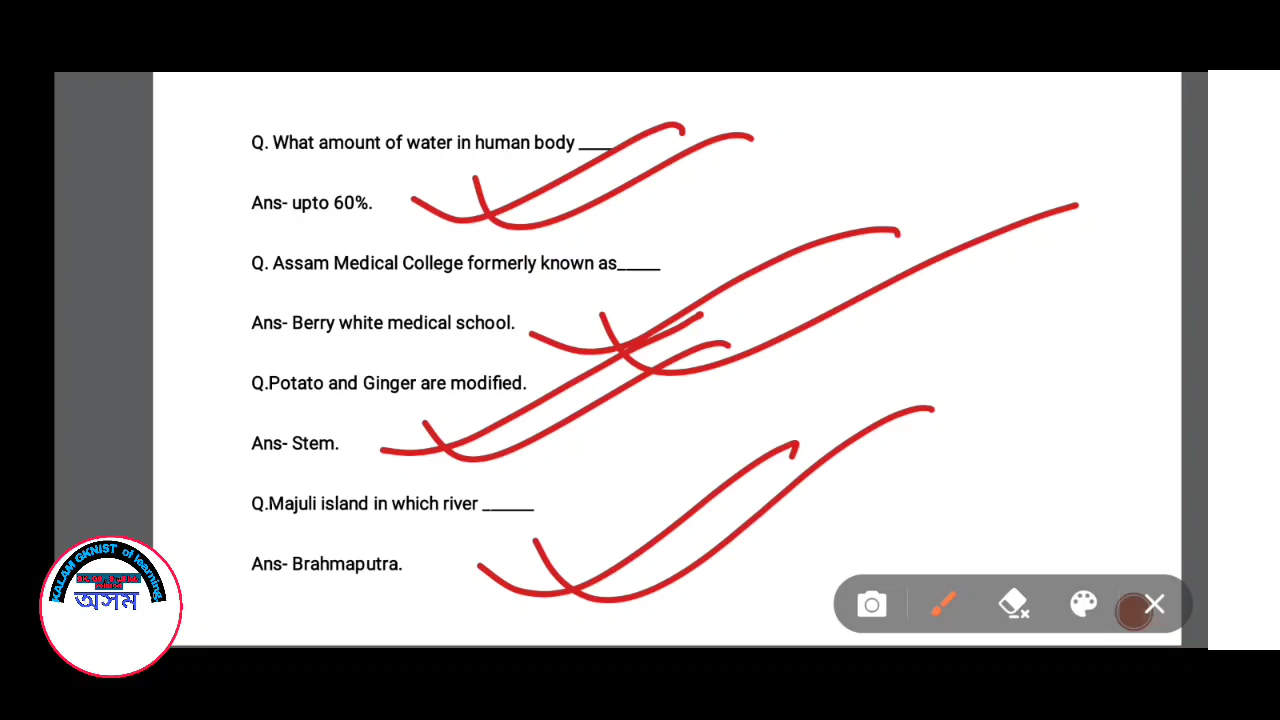 Q. What amount of water in human body ____
Ans- upto 60%.
Q. Assam Medical College formerly known as_____
Ans- Berry white medical school.
Q.Potato and Ginger are modified.
Ans- Stem.
Q.Majuli island in which river ______
Ans- Brahmaputra.
KALAM GKNIST of learning
অসম